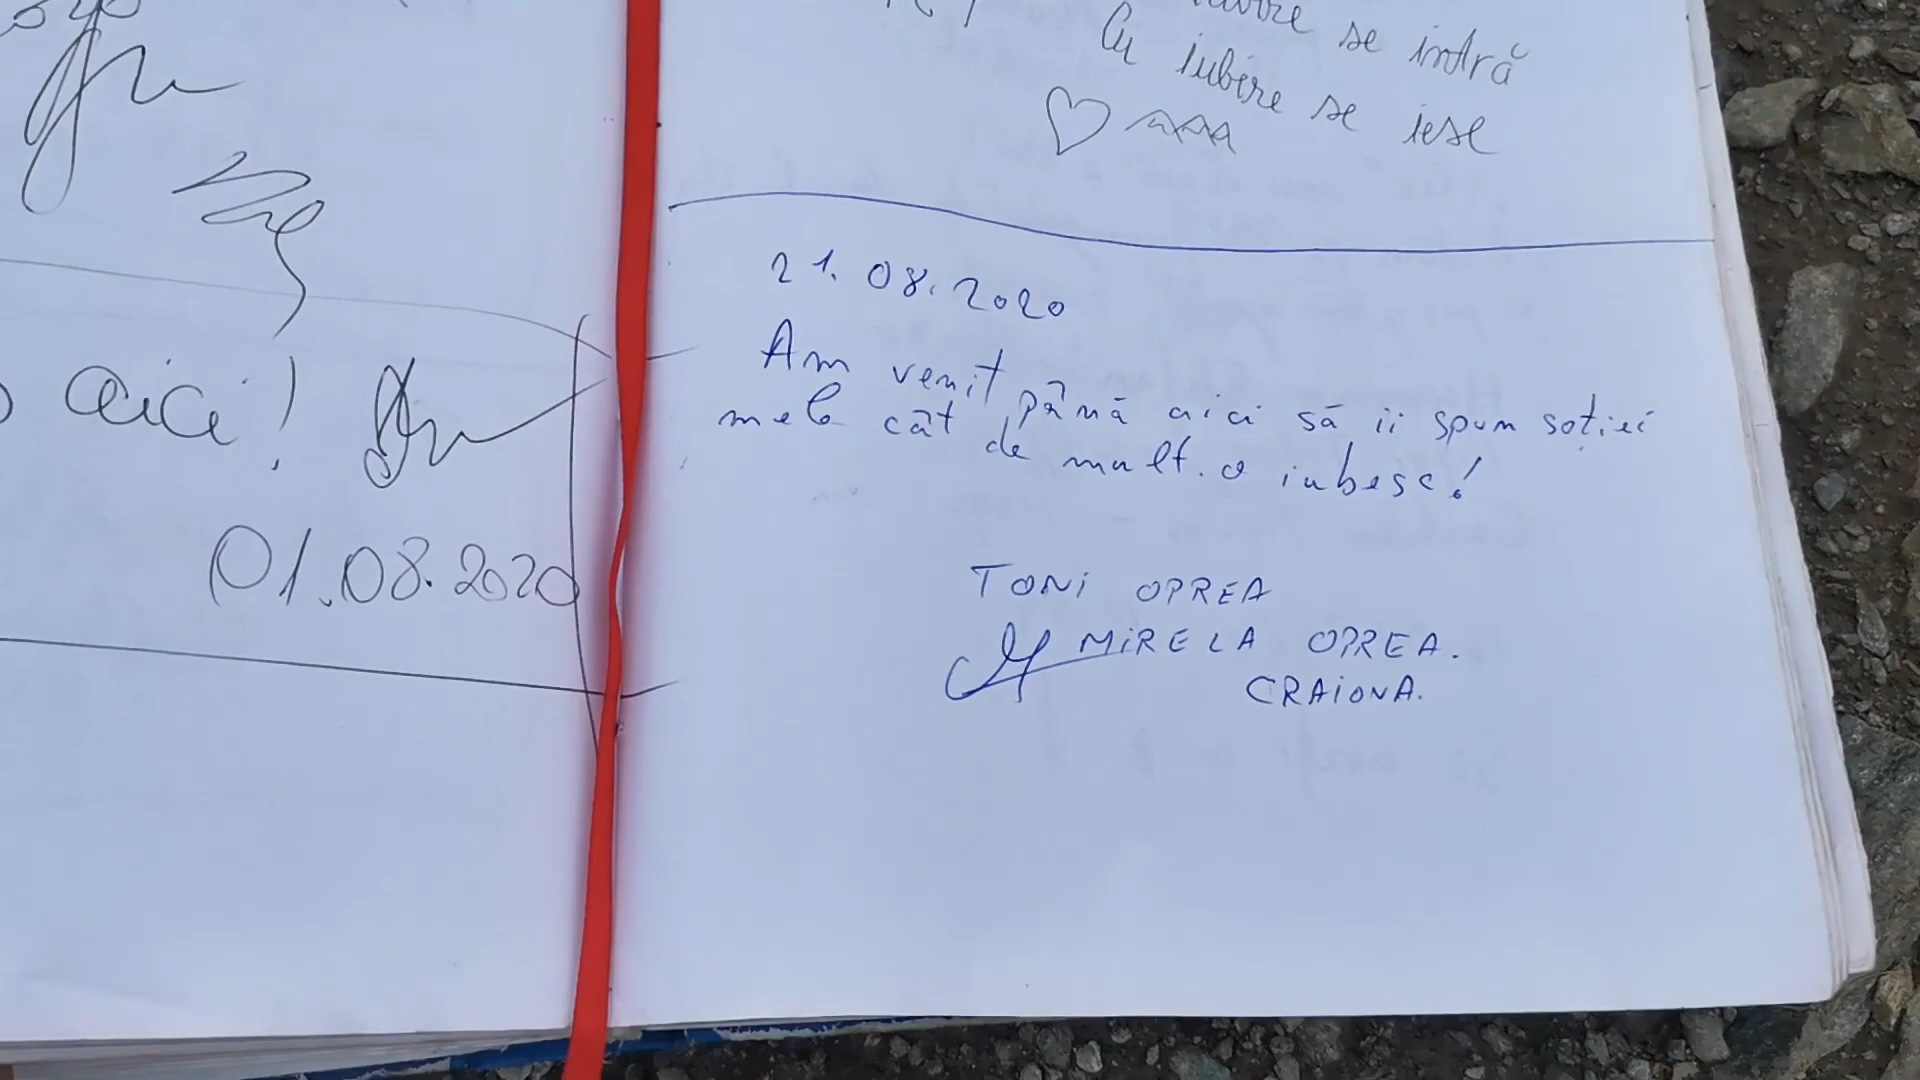 aici!
01.08.2020
se intră
Cu iubire se iese
21.08.2020
Am venit până aici să ii spun soției
mele cât de mult o iubesc!
TONI OPREA
MIRELA OPREA.
CRAIOVA.